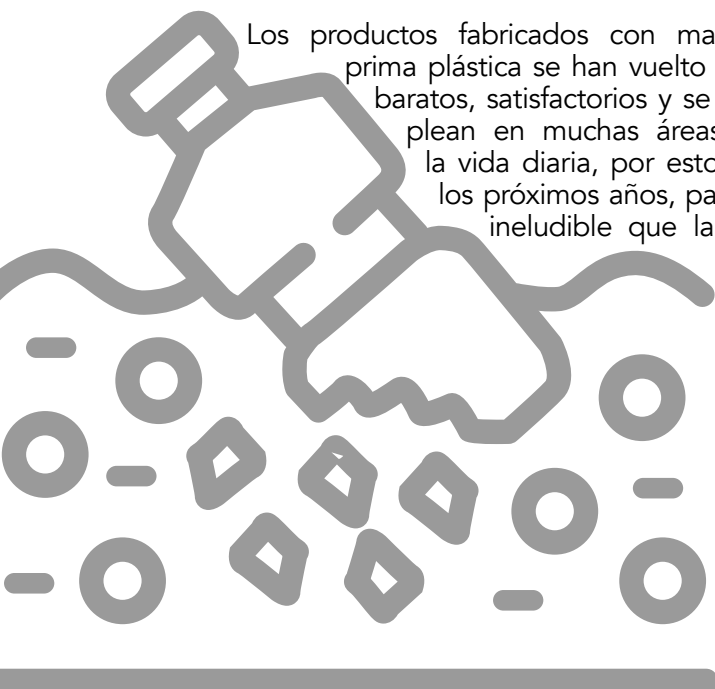 Los productos fabricados con ma
prima plástica se han vuelto
baratos, satisfactorios y se
plean en muchas áreas
la vida diaria, por esto
los próximos años, pa
ineludible que la